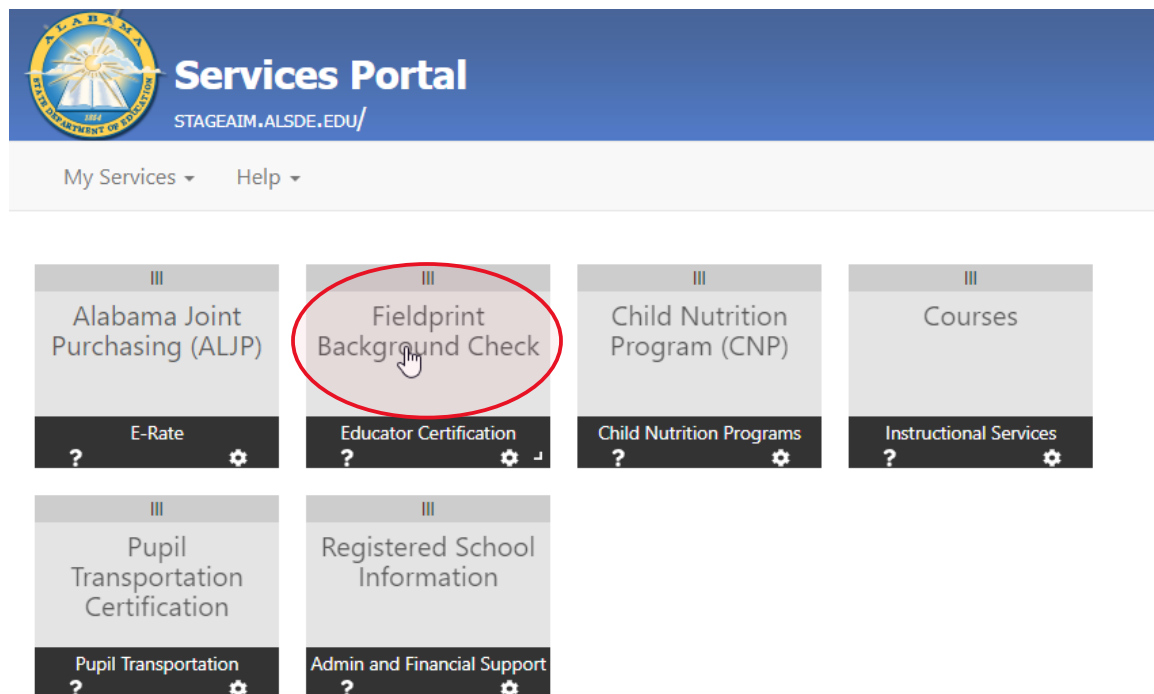 ALABAMA
STATE DEPARTMENT OF EDUCATION
1854
Services Portal
STAGEAIM.ALSDE.EDU/
My Services Help
Alabama Joint
Purchasing (ALJP)
E-Rate
?
Fieldprint
Background Check
Educator Certification
?
Child Nutrition
Program (CNP)
Child Nutrition Programs
?
Courses
Instructional Services
?
Pupil
Transportation
Certification
Pupil Transportation
?
Registered School
Information
Admin and Financial Support
?